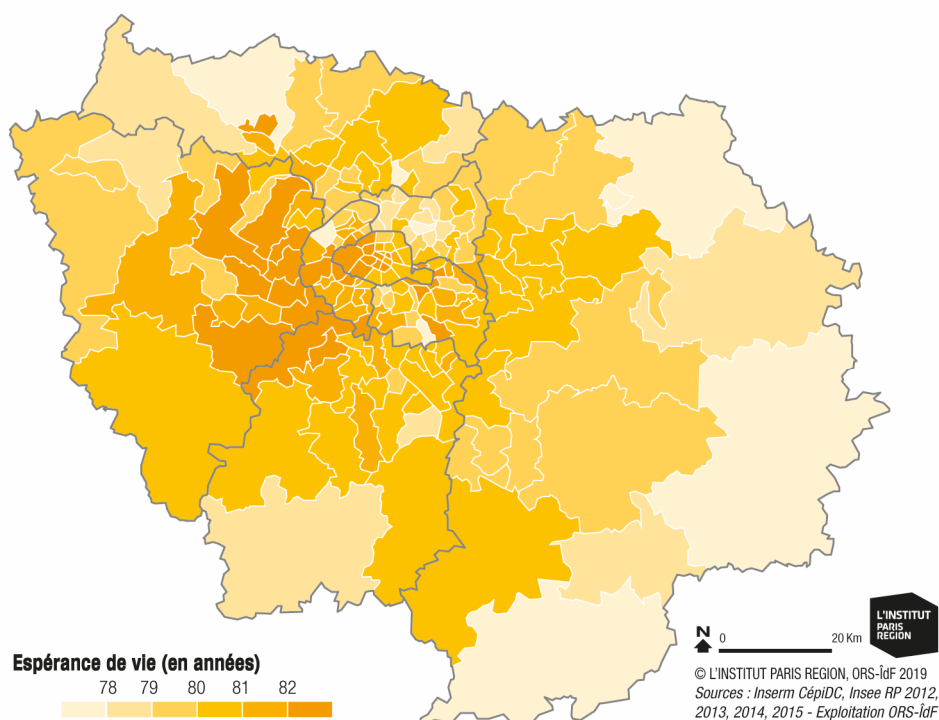 Espérance de vie (en années)
78 79 80 81 82
N
0 20 Km
L'INSTITUT
PARIS
REGION
© L'INSTITUT PARIS REGION, ORS-ÎdF 2019
Sources : Inserm CépiDC, Insee RP 2012,
2013, 2014, 2015 - Exploitation ORS-ÎdF